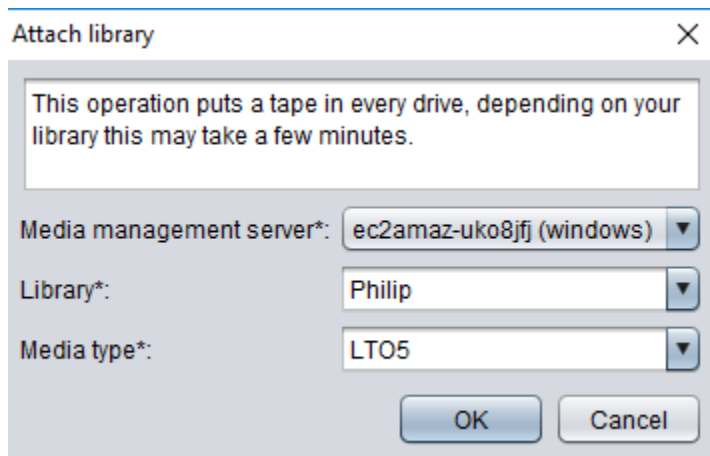 Attach library
This operation puts a tape in every drive, depending on your
library this may take a few minutes.
Media management server*: ec2amaz-uko8jfj (windows)
Library*: Philip
Media type*: LTO5
OK Cancel